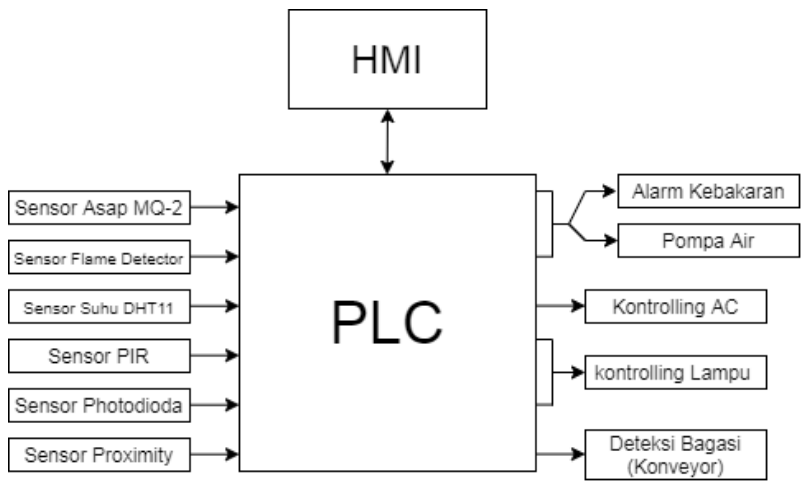 HMI
PLC
Sensor Asap MQ-2
Sensor Flame Detector
Sensor Suhu DHT11
Sensor PIR
Sensor Photodioda
Sensor Proximity
Alarm Kebakaran
Pompa Air
Kontrolling AC
kontrolling Lampu
Deteksi Bagasi
(Konveyor)